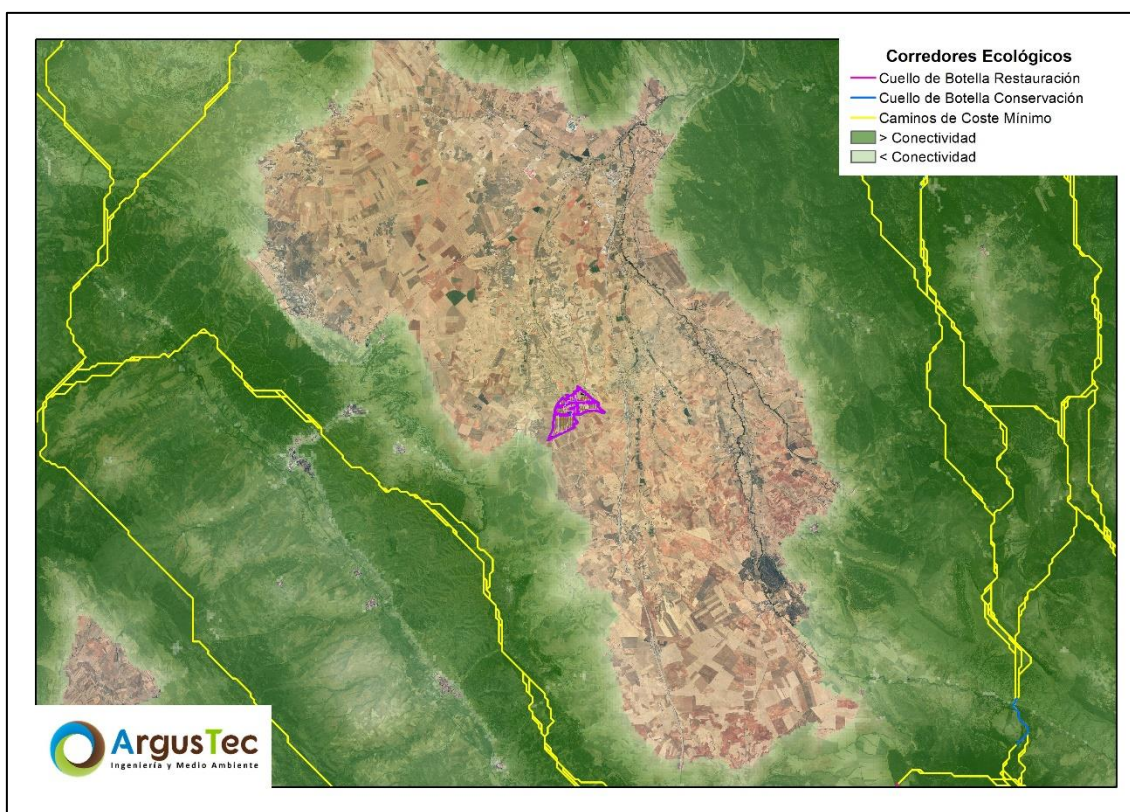 Corredores Ecológicos
Cuello de Botella Restauración
Cuello de Botella Conservación
Caminos de Coste Mínimo
> Conectividad
< Conectividad
ArgusTec
Ingeniería y Medio Ambiente